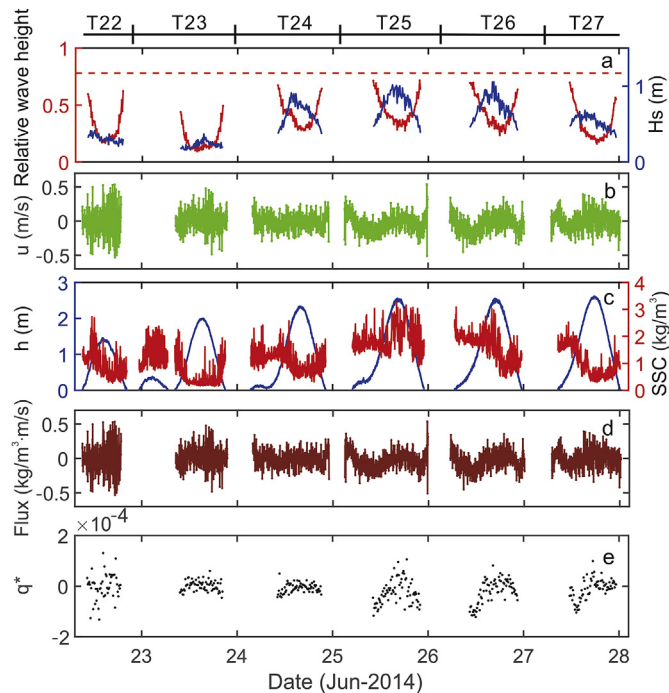 T22 T23 T24 T25 T26 T27
Relative wave height
1
0.5
0
a
1
0
Hs (m)
u (m/s)
0.5
0
-0.5
b
h (m)
3
2
1
0
c
4
3
2
1
0
SSC (kg/m³)
Flux (kg/m³·m/s)
0.5
0
-0.5
d
×10⁻⁴
q*
2
0
-2
e
23 24 25 26 27 28
Date (Jun-2014)